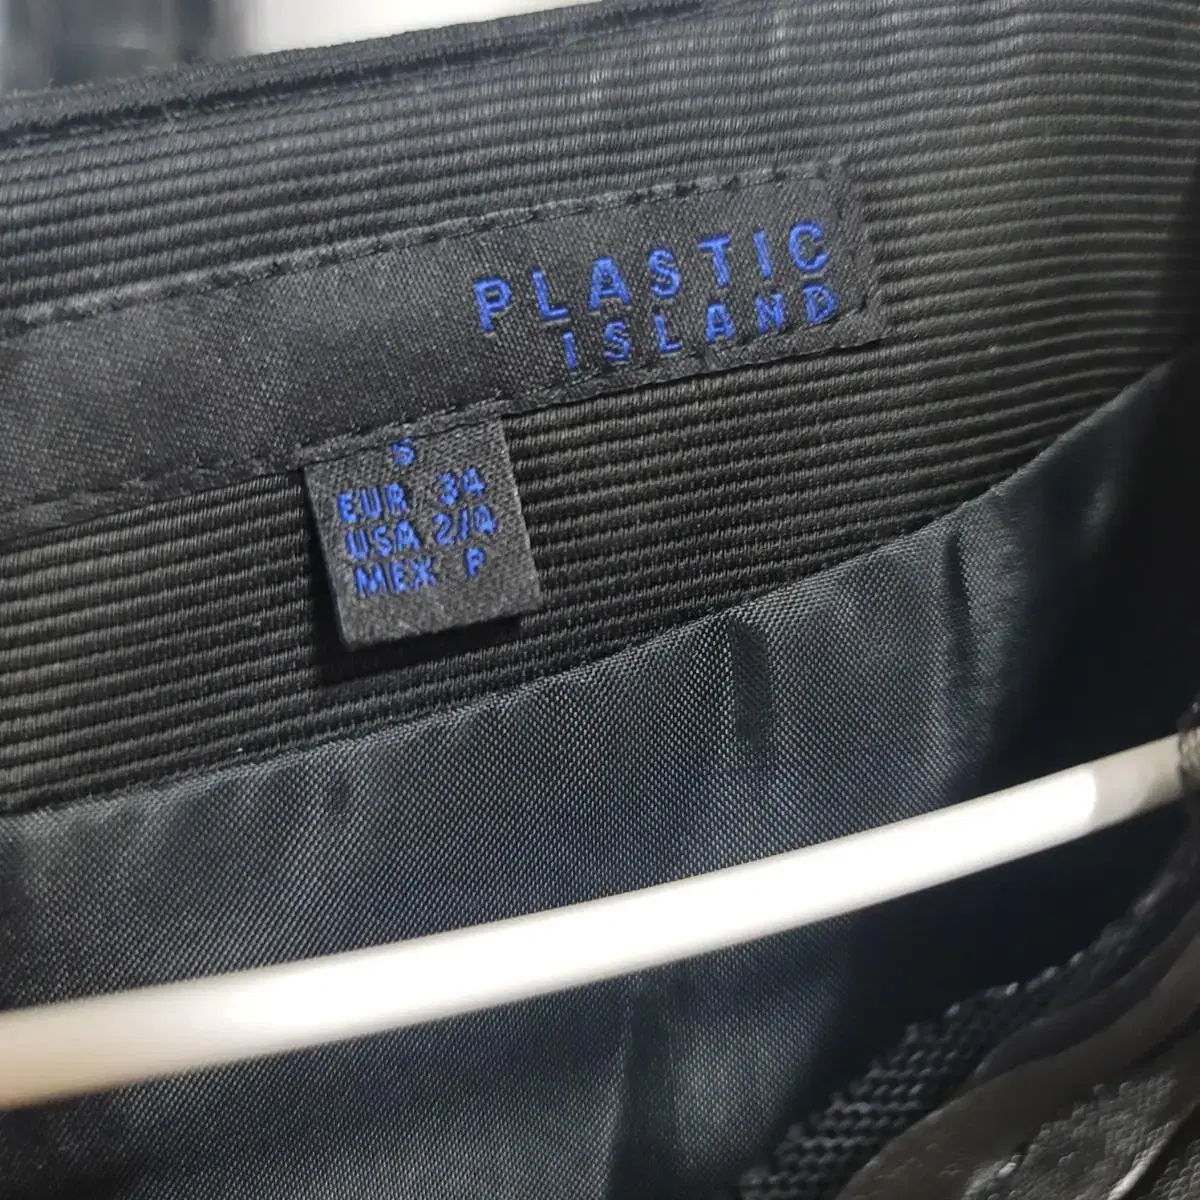 PLASTIC
ISLAND
S
EUR 34
USA 2/4
MEX P